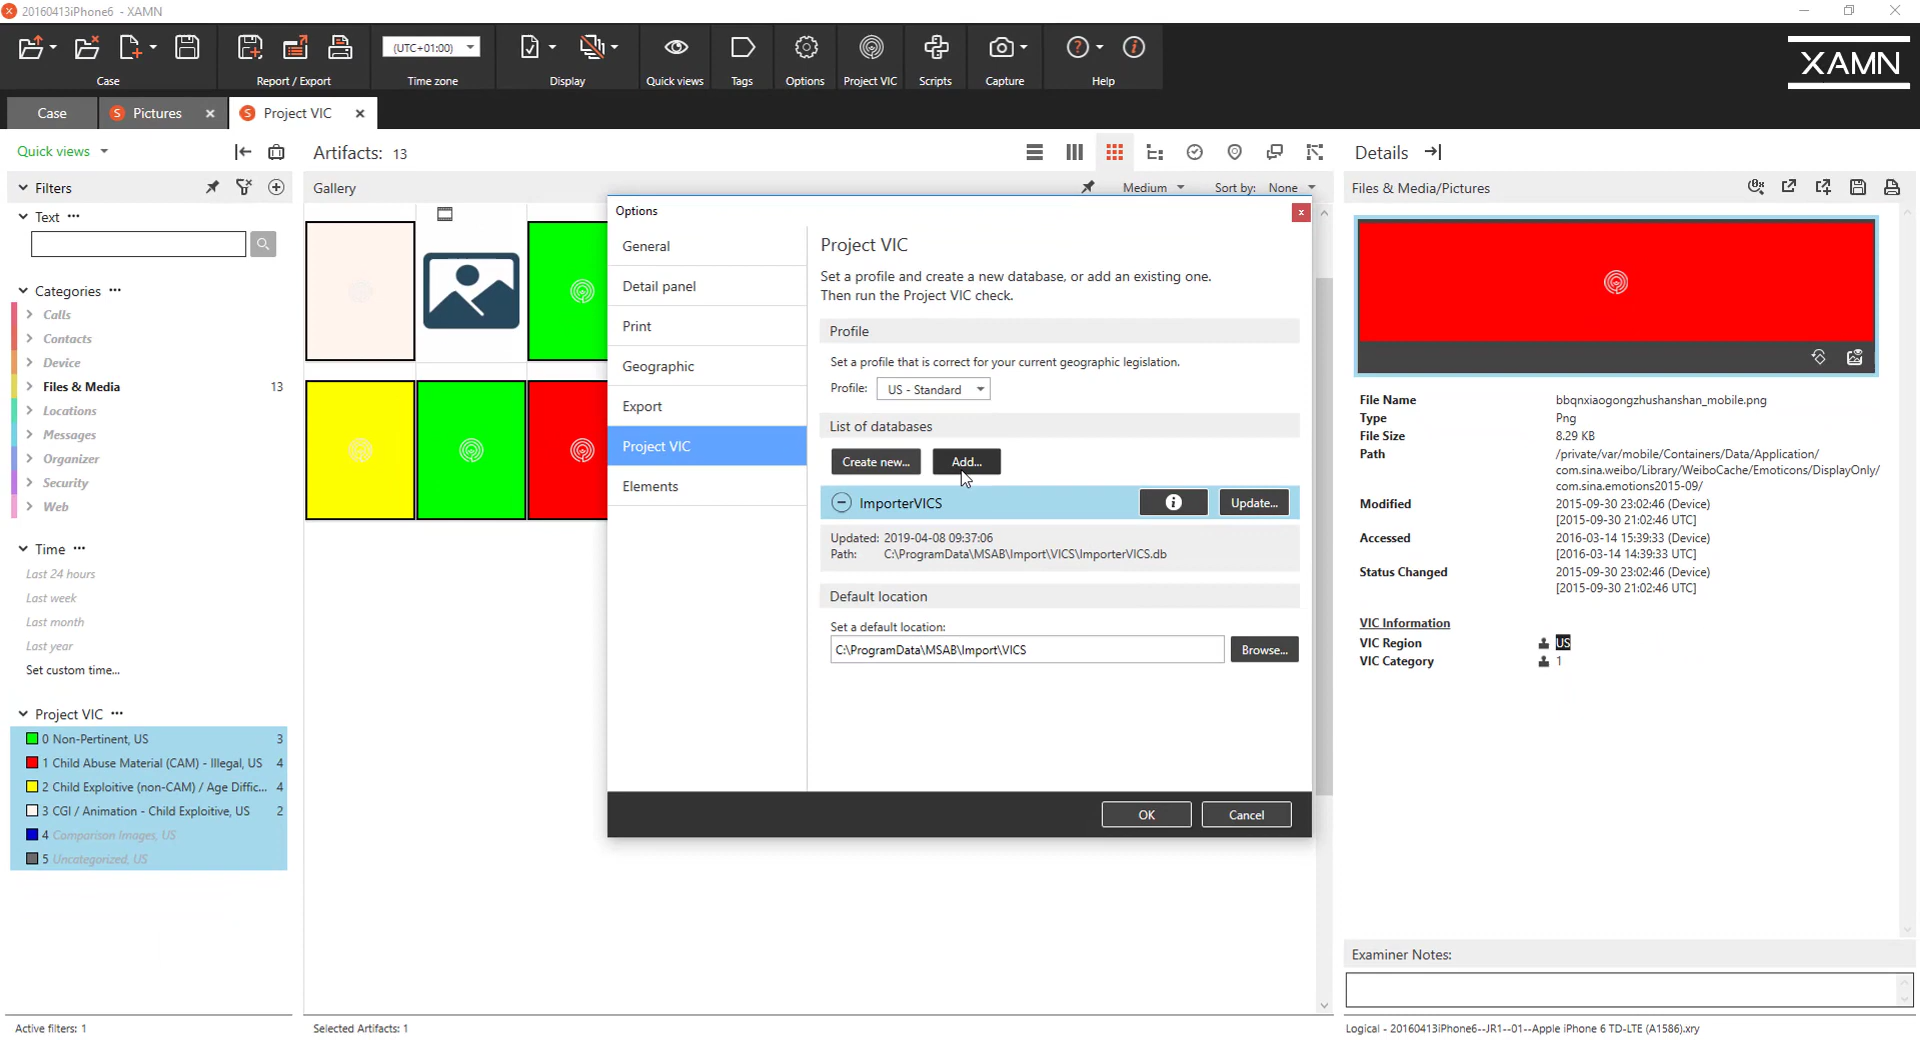 20160413iPhone6 - XAMN
Case
Report / Export
(UTC+01:00)
Time zone
Display
Quick views
Tags
Options
Project VIC
Scripts
Capture
Help
XAMN
Case
Pictures
Project VIC
Quick views
Artifacts: 13
Details
Filters
Gallery
Medium
Sort by: None
Files & Media/Pictures
Text
Categories
Calls
Contacts
Device
Files & Media 13
Locations
Messages
Organizer
Security
Web
Time
Last 24 hours
Last week
Last month
Last year
Set custom time...
Project VIC
0 Non-Pertinent, US 3
1 Child Abuse Material (CAM) - Illegal, US 4
2 Child Exploitive (non-CAM) / Age Diffic... 4
3 CGI / Animation - Child Exploitive, US 2
4 Comparison Images, US
5 Uncategorized, US
Options
General
Detail panel
Print
Geographic
Export
Project VIC
Elements
Project VIC
Set a profile and create a new database, or add an existing one.
Then run the Project VIC check.
Profile
Set a profile that is correct for your current geographic legislation.
Profile: US - Standard
List of databases
Create new...
Add...
ImporterVICS
Update...
Updated: 2019-04-08 09:37:06
Path: C:\ProgramData\MSAB\Import\VICS\ImporterVICS.db
Default location
Set a default location:
C:\ProgramData\MSAB\Import\VICS
Browse...
OK
Cancel
File Name bbqnxiaogongzhushanshan_mobile.png
Type Png
File Size 8.29 KB
Path /private/var/mobile/Containers/Data/Application/
com.sina.weibo/Library/WeiboCache/Emoticons/DisplayOnly/
com.sina.emotions2015-09/
Modified 2015-09-30 23:02:46 (Device)
[2015-09-30 21:02:46 UTC]
Accessed 2016-03-14 15:39:33 (Device)
[2016-03-14 14:39:33 UTC]
Status Changed 2015-09-30 23:02:46 (Device)
[2015-09-30 21:02:46 UTC]
VIC Information
VIC Region US
VIC Category 1
Examiner Notes:
Active filters: 1
Selected Artifacts: 1
Logical - 20160413iPhone6--JR1--01--Apple iPhone 6 TD-LTE (A1586).xry